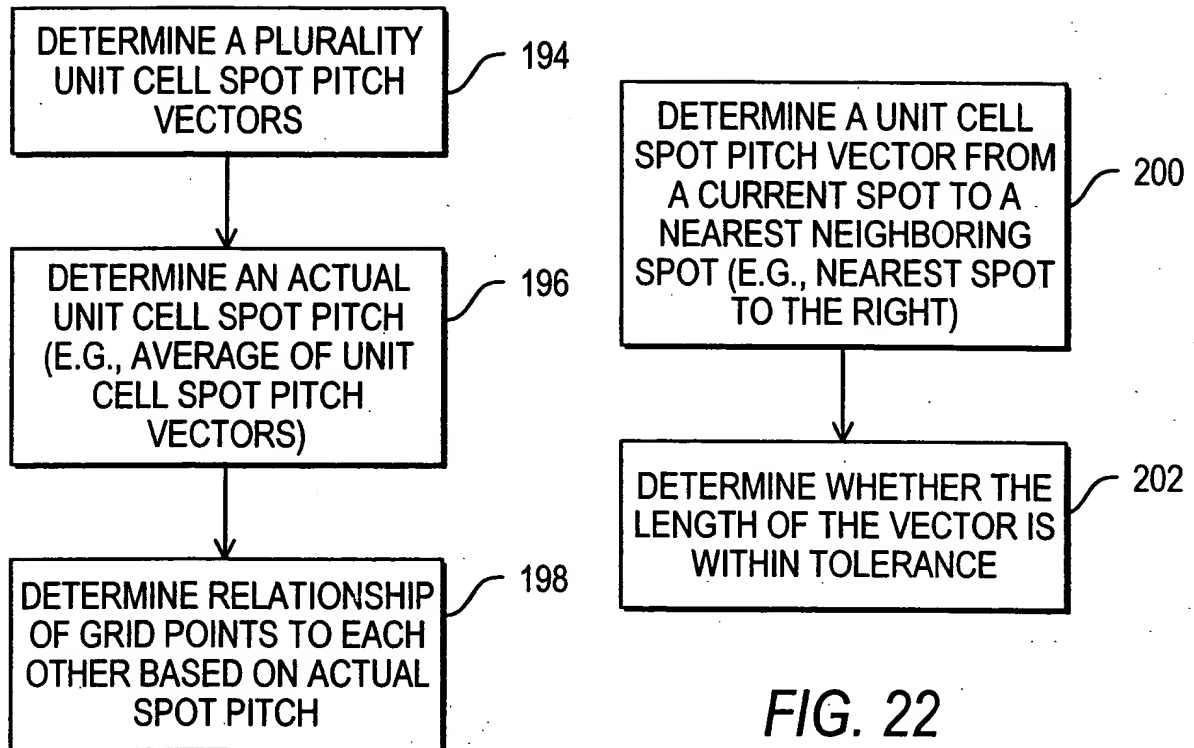 DETERMINE A PLURALITY
UNIT CELL SPOT PITCH
VECTORS
194
DETERMINE AN ACTUAL
UNIT CELL SPOT PITCH
(E.G., AVERAGE OF UNIT
CELL SPOT PITCH
VECTORS)
196
DETERMINE RELATIONSHIP
OF GRID POINTS TO EACH
OTHER BASED ON ACTUAL
SPOT PITCH
198
DETERMINE A UNIT CELL
SPOT PITCH VECTOR FROM
A CURRENT SPOT TO A
NEAREST NEIGHBORING
SPOT (E.G., NEAREST SPOT
TO THE RIGHT)
200
DETERMINE WHETHER THE
LENGTH OF THE VECTOR IS
WITHIN TOLERANCE
202
FIG. 22